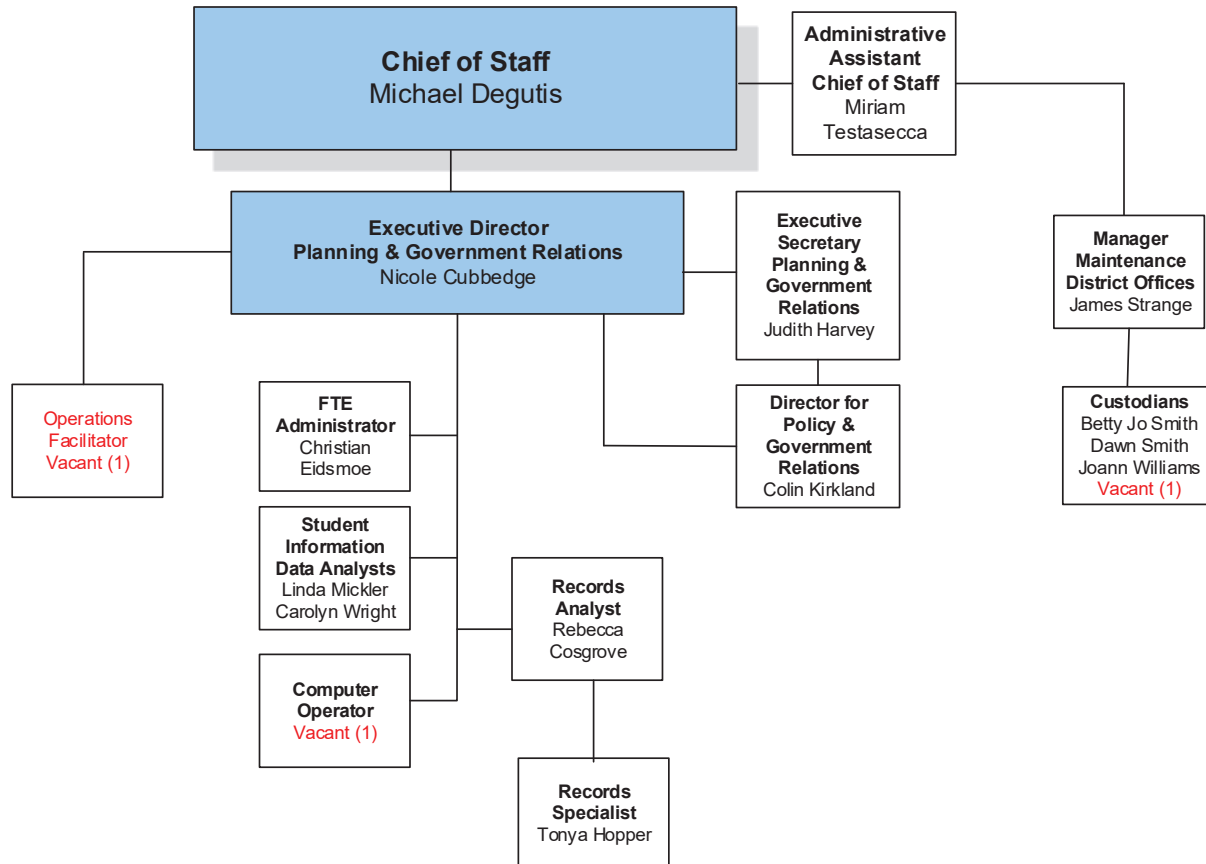 Chief of Staff
Michael Degutis
Administrative
Assistant
Chief of Staff
Miriam
Testasecca
Executive Director
Planning & Government Relations
Nicole Cubbedge
Executive
Secretary
Planning &
Government
Relations
Judith Harvey
Manager
Maintenance
District Offices
James Strange
Operations
Facilitator
Vacant (1)
FTE
Administrator
Christian
Eidsmoe
Director for
Policy &
Government
Relations
Colin Kirkland
Custodians
Betty Jo Smith
Dawn Smith
Joann Williams
Vacant (1)
Student
Information
Data Analysts
Linda Mickler
Carolyn Wright
Records
Analyst
Rebecca
Cosgrove
Computer
Operator
Vacant (1)
Records
Specialist
Tonya Hopper